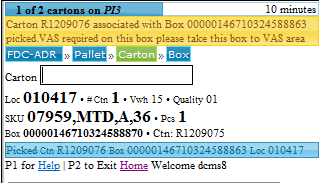 1 of 2 cartons on PI3 10 minutes
Carton R1209076 associated with Box 00000146710324588863
picked.VAS required on this box please take this box to VAS area
FDC-ADR » Pallet » Carton » Box
Carton
Loc 010417 • # Ctn 1 • Vwh 15 • Quality 01
SKU 07959,MTD,A,36 • Pcs 1
Box 00000146710324588870 • Ctn: R1209075
Picked Ctn R1209076 Box 00000146710324588863 Loc 010417
P1 for Help | P2 to Exit Home Welcome dcms8